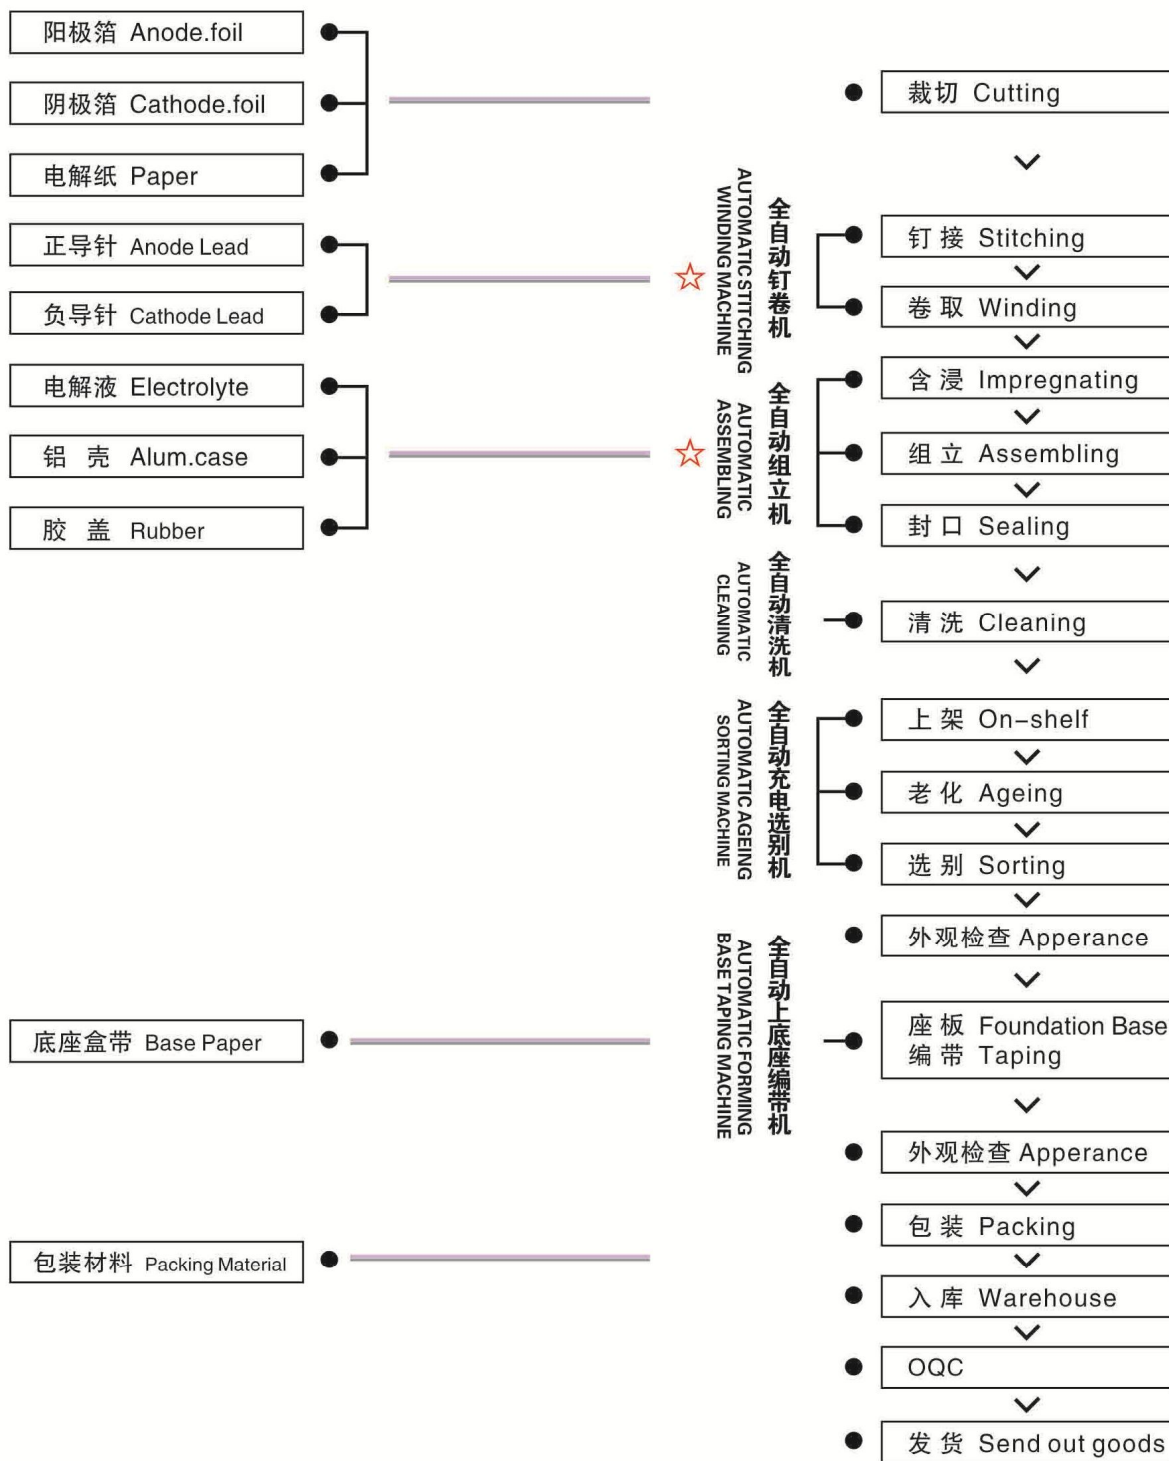 阳极箔 Anode.foil
阴极箔 Cathode.foil
电解纸 Paper
正导针 Anode Lead
负导针 Cathode Lead
电解液 Electrolyte
铝 壳 Alum.case
胶 盖 Rubber
底座盒带 Base Paper
包装材料 Packing Material
全自动钉卷机
AUTOMATIC STITCHING
WINDING MACHINE
全自动组立机
AUTOMATIC
ASSEMBLING
全自动清洗机
AUTOMATIC
CLEANING
全自动充电选别机
AUTOMATIC AGEING
SORTING MACHINE
全自动上底座编带机
AUTOMATIC FORMING
BASE TAPING MACHINE
裁切 Cutting
钉 接 Stitching
卷 取 Winding
含 浸 Impregnating
组 立 Assembling
封 口 Sealing
清 洗 Cleaning
上 架 On-shelf
老 化 Ageing
选 别 Sorting
外观检查 Apperance
座 板 Foundation Base
编 带 Taping
外观检查 Apperance
包 装 Packing
入 库 Warehouse
OQC
发 货 Send out goods